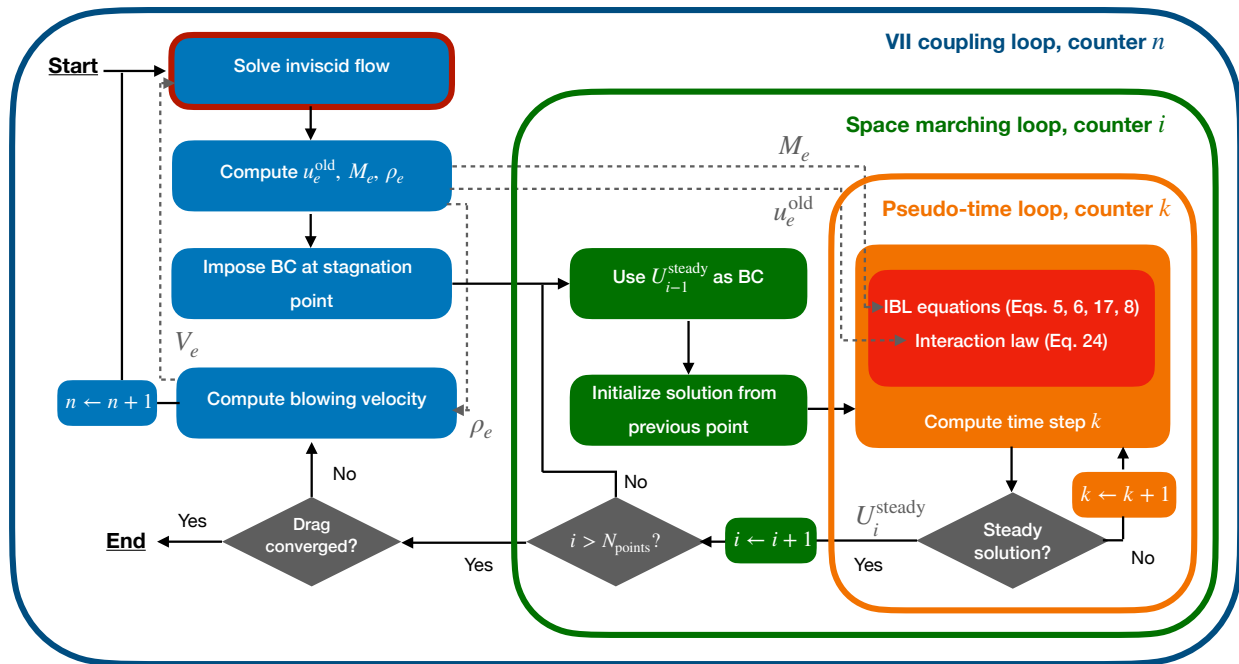 VII coupling loop, counter n
Start
Solve inviscid flow
Space marching loop, counter i
M_e
Compute u_e^old, M_e, ρ_e
u_e^old
Pseudo-time loop, counter k
Impose BC at stagnation
point
Use U_{i−1}^steady as BC
IBL equations (Eqs. 5, 6, 17, 8)
Interaction law (Eq. 24)
V_e
n ← n + 1
Compute blowing velocity
ρ_e
Initialize solution from
previous point
Compute time step k
No
No
k ← k + 1
U_i^steady
Yes
End
Drag
converged?
i > N_points?
i ← i + 1
Steady
solution?
No
Yes
Yes